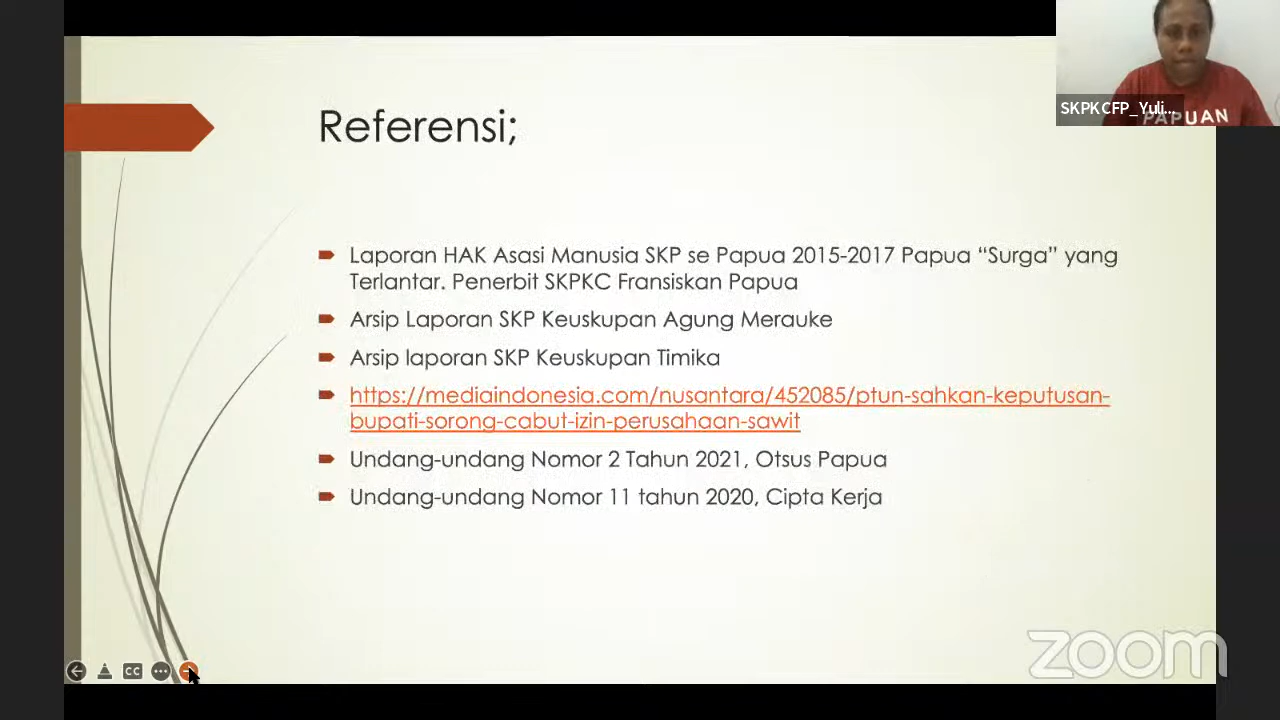 SKPKCFP_Yuli...
PAPUAN
Referensi;
Laporan HAK Asasi Manusia SKP se Papua 2015-2017 Papua “Surga” yang
Terlantar. Penerbit SKPKC Fransiskan Papua
Arsip Laporan SKP Keuskupan Agung Merauke
Arsip laporan SKP Keuskupan Timika
https://mediaindonesia.com/nusantara/452085/ptun-sahkan-keputusan-
bupati-sorong-cabut-izin-perusahaan-sawit
Undang-undang Nomor 2 Tahun 2021, Otsus Papua
Undang-undang Nomor 11 tahun 2020, Cipta Kerja
CC
zoom